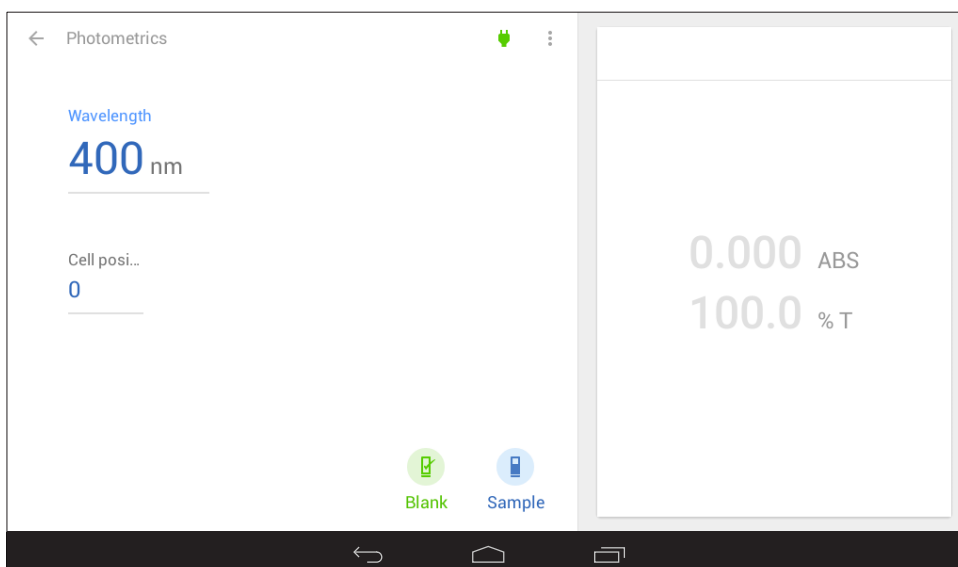 Photometrics
Wavelength
400 nm
Cell posi...
0
Blank
Sample
0.000 ABS
100.0 % T